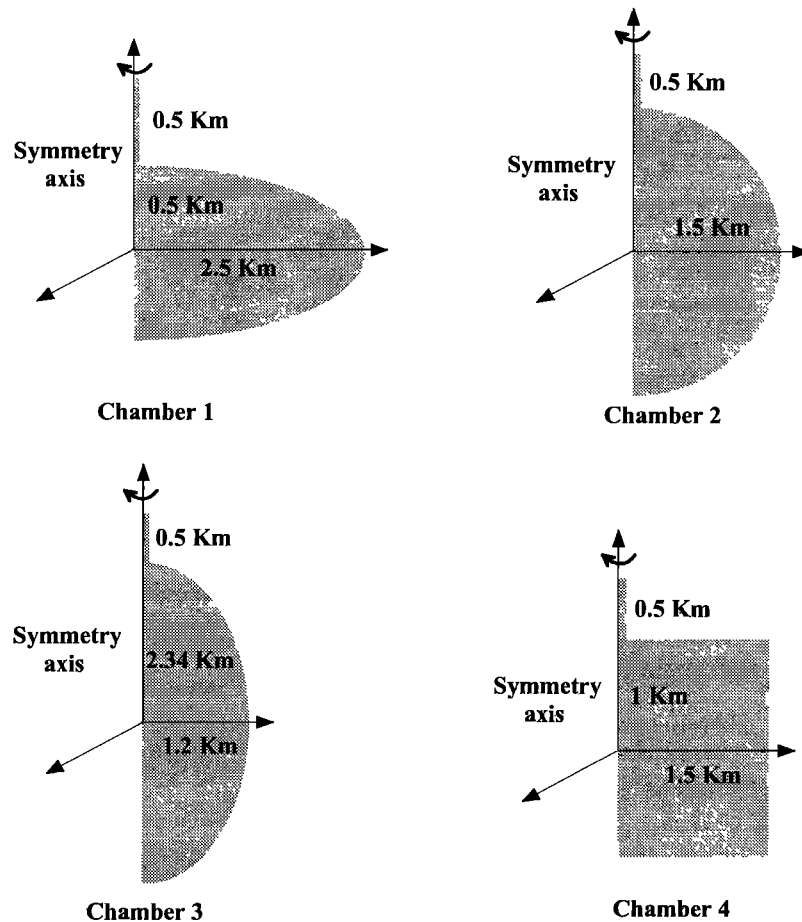 0.5 Km
Symmetry
axis
0.5 Km
2.5 Km
Chamber 1
0.5 Km
Symmetry
axis
1.5 Km
Chamber 2
0.5 Km
Symmetry
axis
2.34 Km
1.2 Km
Chamber 3
0.5 Km
Symmetry
axis
1 Km
1.5 Km
Chamber 4